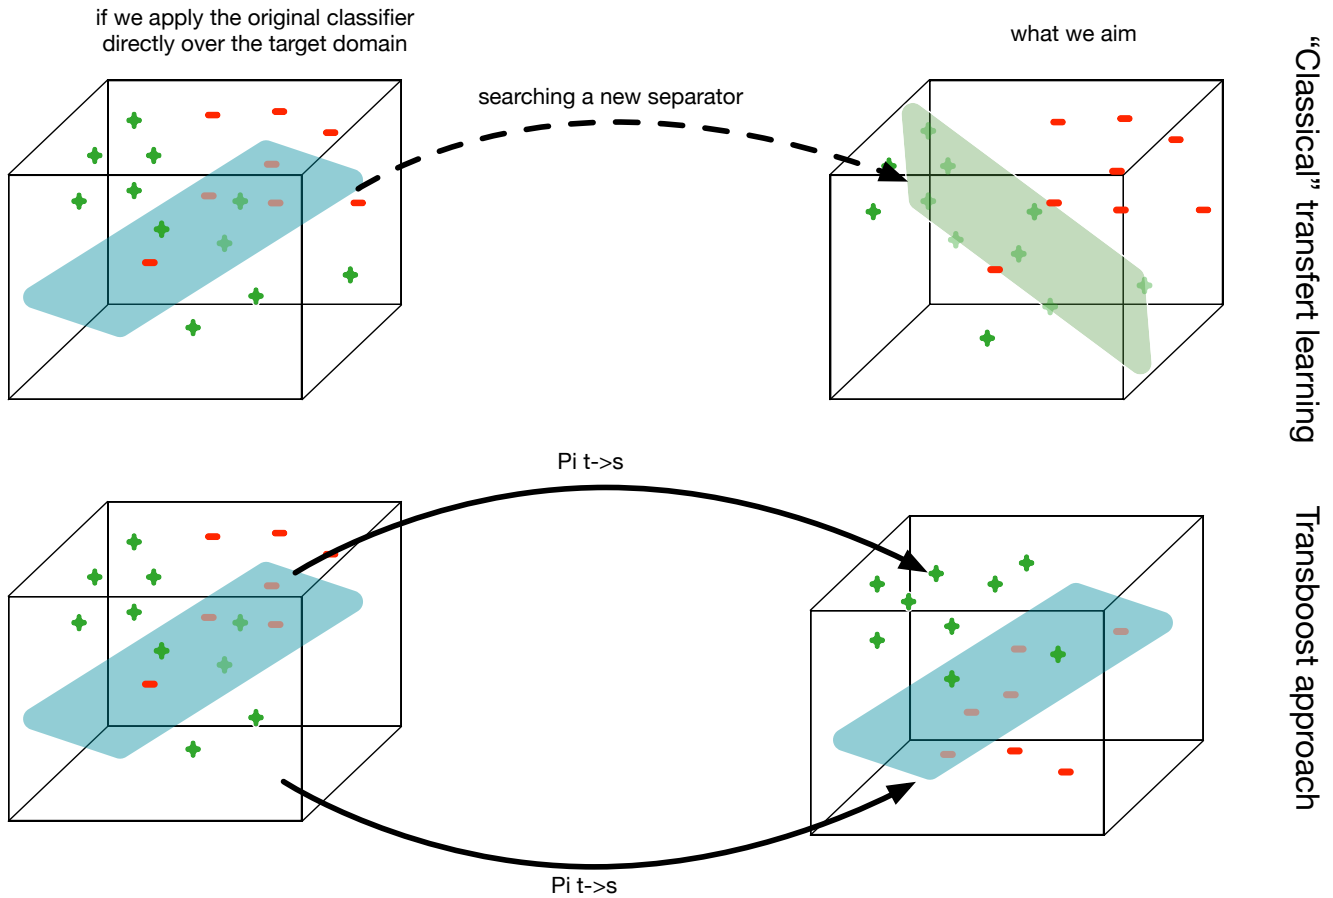 if we apply the original classifier
directly over the target domain
what we aim
searching a new separator
“Classical” transfert learning
Pi t->s
Transboost approach
Pi t->s